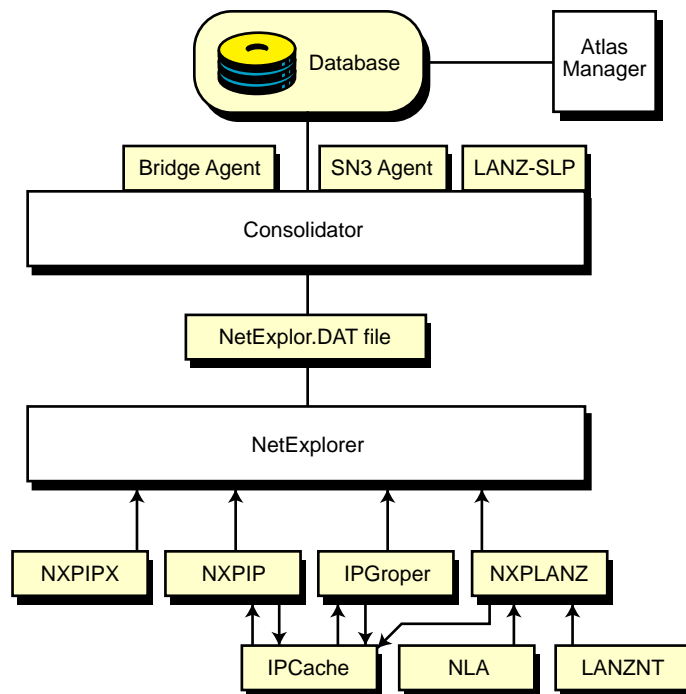 Database
Atlas
Manager
Bridge Agent
SN3 Agent
LANZ-SLP
Consolidator
NetExplor.DAT file
NetExplorer
NXPIPX
NXPIP
IPGroper
NXPLANZ
IPCache
NLA
LANZNT